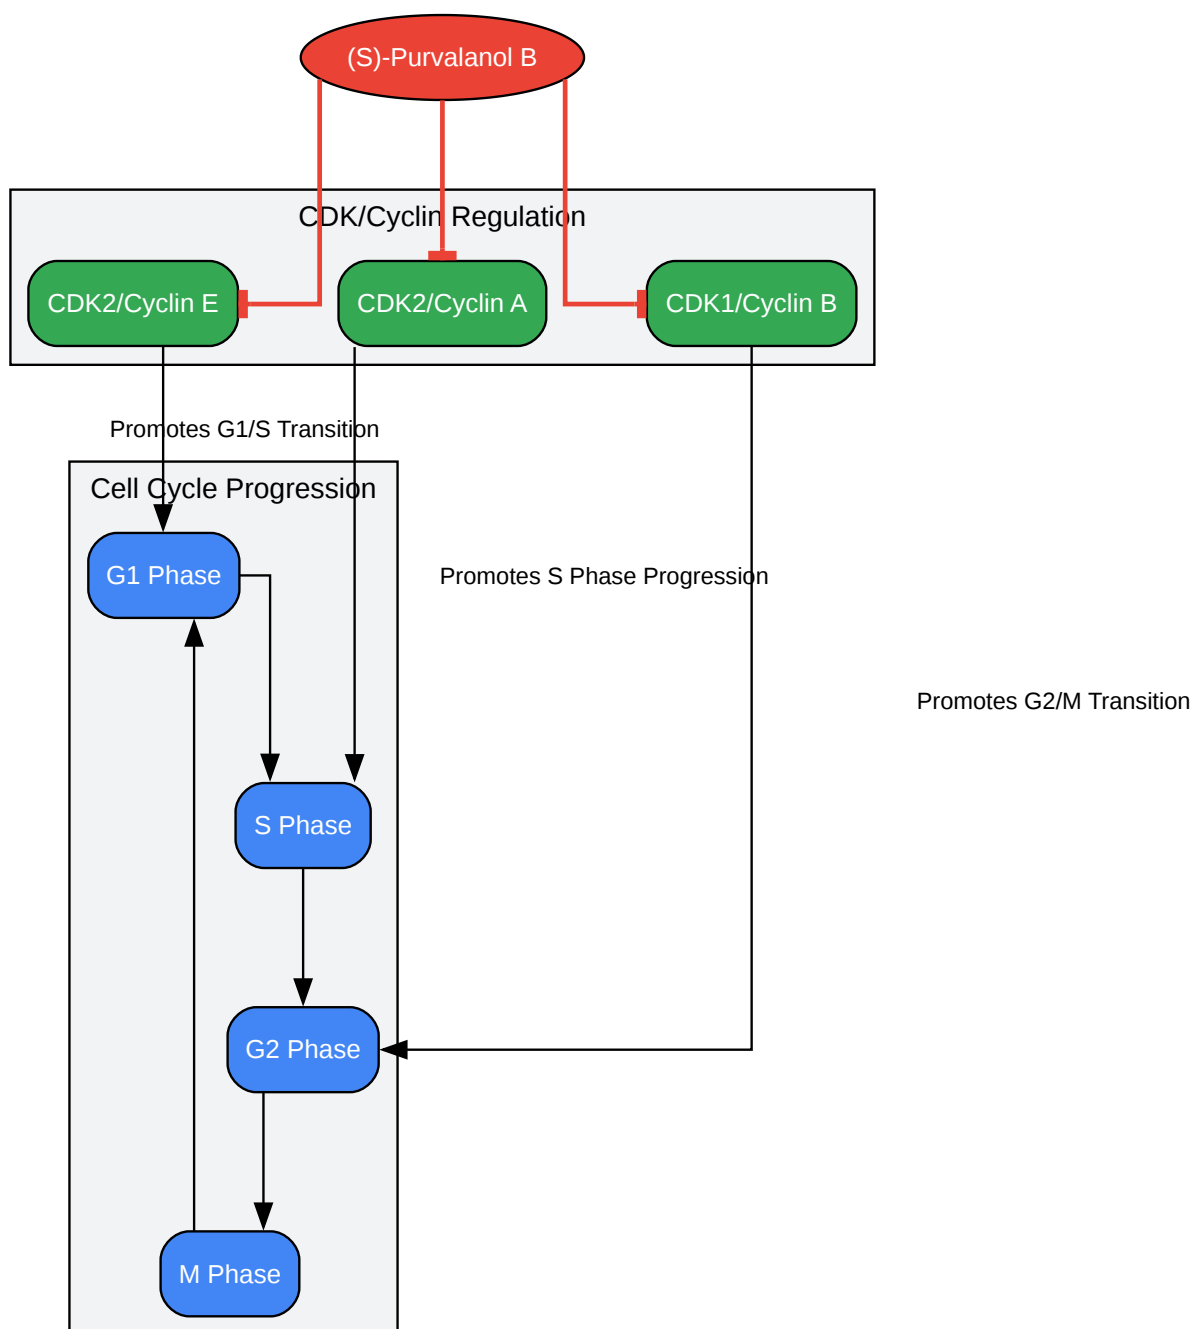 (S)-Purvalanol B
CDK/Cyclin Regulation
CDK2/Cyclin E
CDK2/Cyclin A
CDK1/Cyclin B
Promotes G1/S Transition
Cell Cycle Progression
G1 Phase
Promotes S Phase Progression
Promotes G2/M Transition
S Phase
G2 Phase
M Phase